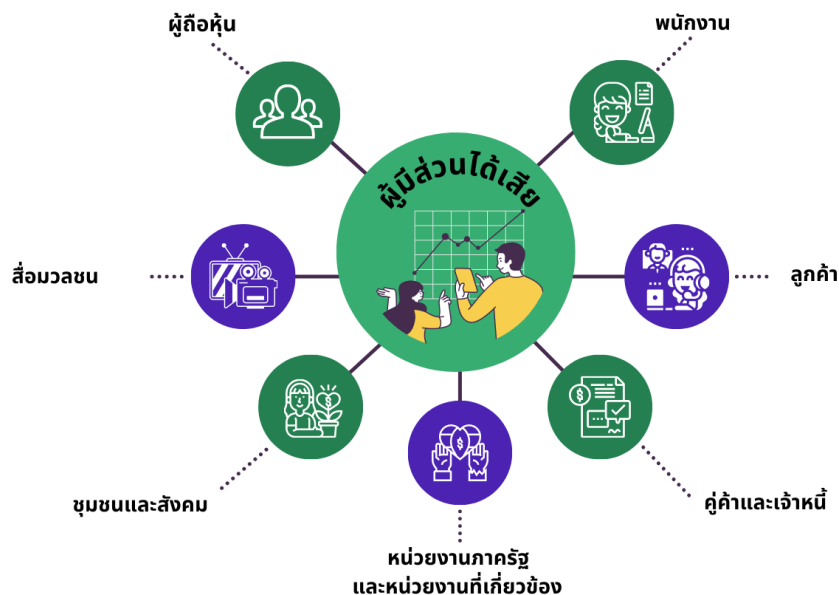 ผู้ถือหุ้น
พนักงาน
ผู้มีส่วนได้เสีย
สื่อมวลชน
ลูกค้า
ชุมชนและสังคม
คู่ค้าและเจ้าหนี้
หน่วยงานภาครัฐ
และหน่วยงานที่เกี่ยวข้อง